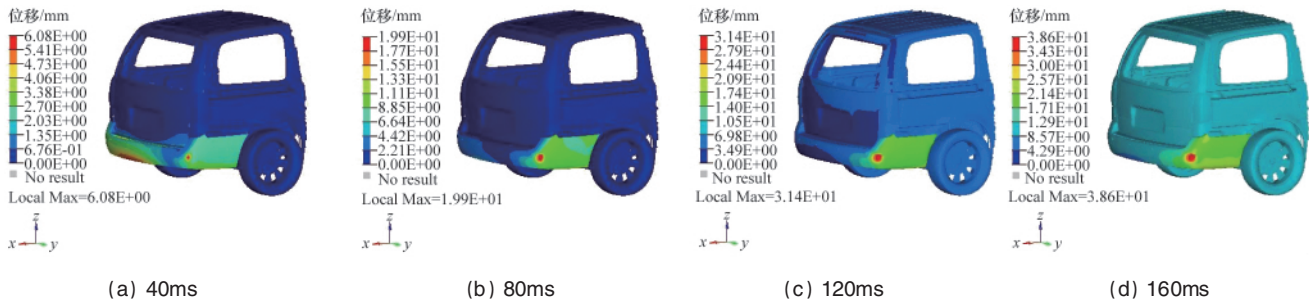 位移/mm
6.08E+00
5.41E+00
4.73E+00
4.06E+00
3.38E+00
2.70E+00
2.03E+00
1.35E+00
6.76E-01
0.00E+00
No result
Local Max=6.08E+00
z
x y
(a) 40ms
位移/mm
1.99E+01
1.77E+01
1.55E+01
1.33E+01
1.11E+01
8.85E+00
6.64E+00
4.42E+00
2.21E+00
0.00E+00
No result
Local Max=1.99E+01
z
x y
(b) 80ms
位移/mm
3.14E+01
2.79E+01
2.44E+01
2.09E+01
1.74E+01
1.40E+01
1.05E+01
6.98E+00
3.49E+00
0.00E+00
No result
Local Max=3.14E+01
z
x y
(c) 120ms
位移/mm
3.86E+01
3.43E+01
3.00E+01
2.57E+01
2.14E+01
1.71E+01
1.29E+01
8.57E+00
4.29E+00
0.00E+00
No result
Local Max=3.86E+01
z
x y
(d) 160ms